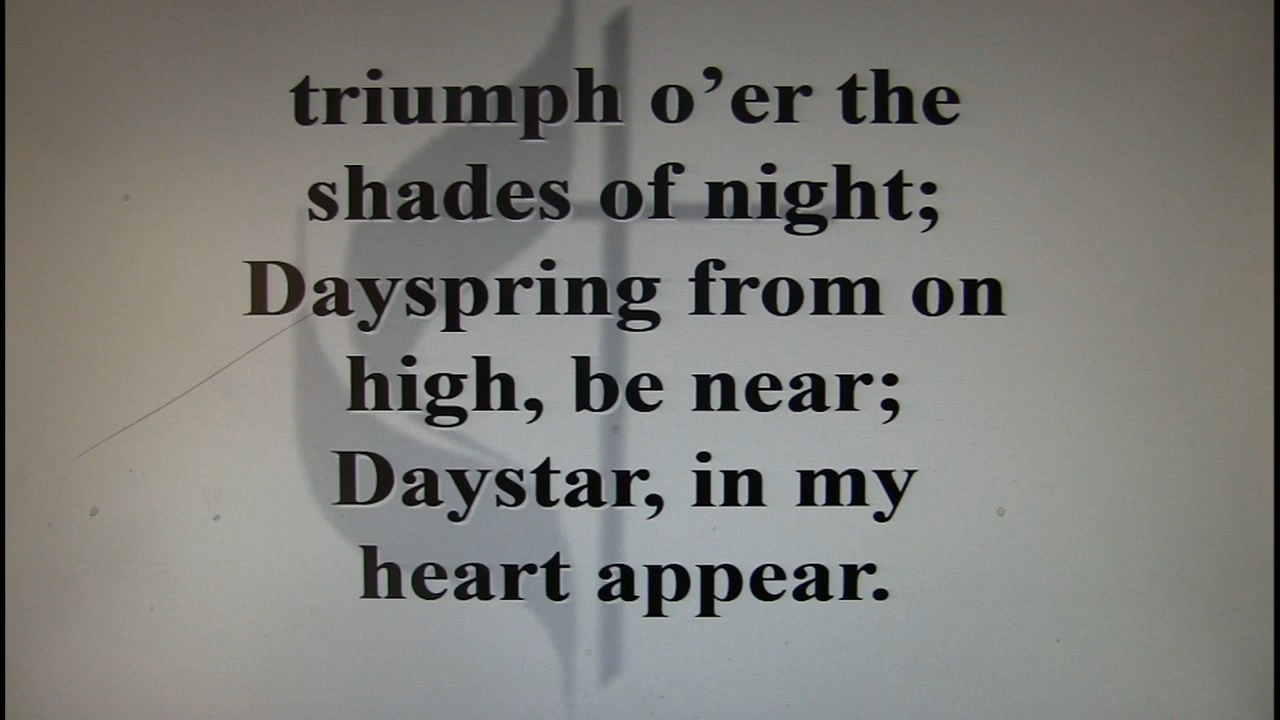 triumph o’er the
shades of night;
Dayspring from on
high, be near;
Daystar, in my
heart appear.